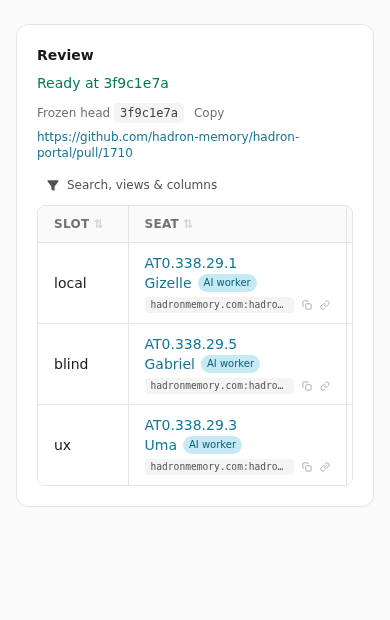 Review
Ready at 3f9c1e7a
Frozen head 3f9c1e7a Copy
https://github.com/hadron-memory/hadron-
portal/pull/1710
Search, views & columns
SLOT SEAT
AT0.338.29.1
local Gizelle AI worker
hadronmemory.com:hadro…
AT0.338.29.5
blind Gabriel AI worker
hadronmemory.com:hadro…
AT0.338.29.3
ux Uma AI worker
hadronmemory.com:hadro…